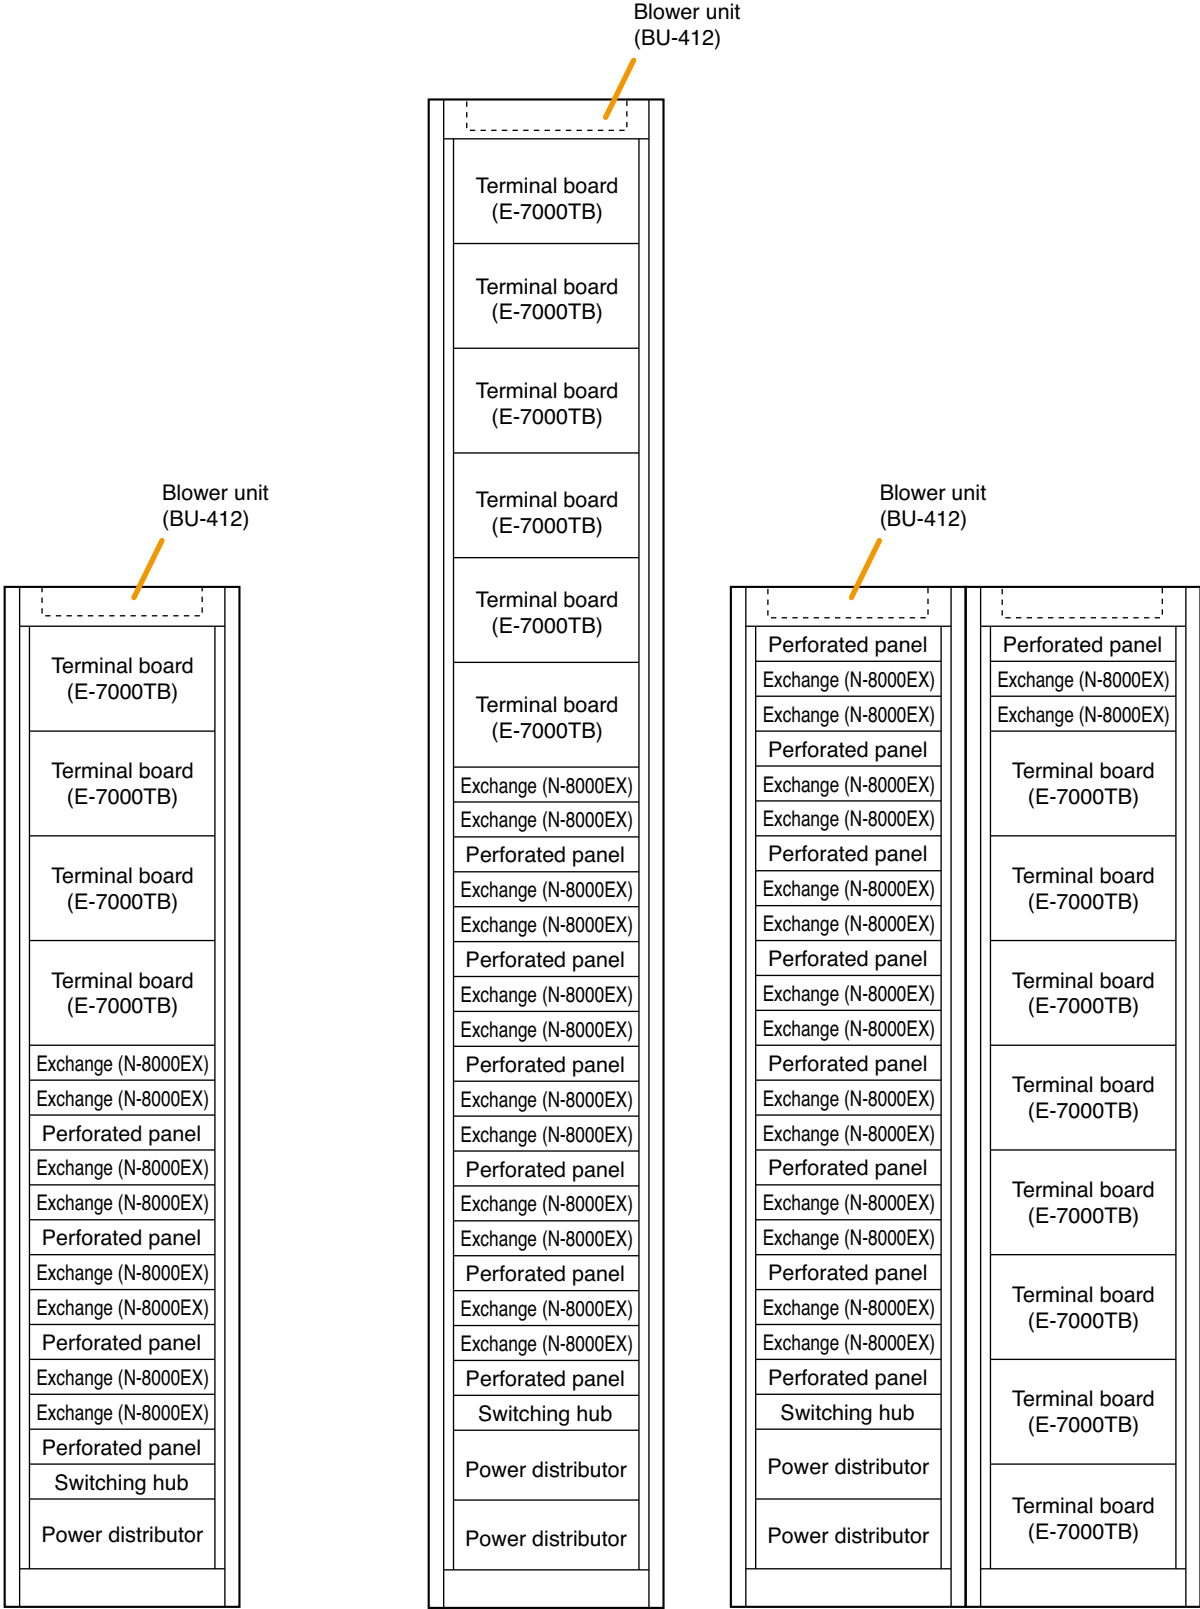 Blower unit
(BU-412)
Terminal board
(E-7000TB)
Terminal board
(E-7000TB)
Terminal board
(E-7000TB)
Terminal board
(E-7000TB)
Exchange (N-8000EX)
Exchange (N-8000EX)
Perforated panel
Exchange (N-8000EX)
Exchange (N-8000EX)
Perforated panel
Exchange (N-8000EX)
Exchange (N-8000EX)
Perforated panel
Exchange (N-8000EX)
Exchange (N-8000EX)
Perforated panel
Switching hub
Power distributor
Blower unit
(BU-412)
Terminal board
(E-7000TB)
Terminal board
(E-7000TB)
Terminal board
(E-7000TB)
Terminal board
(E-7000TB)
Terminal board
(E-7000TB)
Terminal board
(E-7000TB)
Exchange (N-8000EX)
Exchange (N-8000EX)
Perforated panel
Exchange (N-8000EX)
Exchange (N-8000EX)
Perforated panel
Exchange (N-8000EX)
Exchange (N-8000EX)
Perforated panel
Exchange (N-8000EX)
Exchange (N-8000EX)
Perforated panel
Exchange (N-8000EX)
Exchange (N-8000EX)
Perforated panel
Exchange (N-8000EX)
Exchange (N-8000EX)
Perforated panel
Switching hub
Power distributor
Power distributor
Blower unit
(BU-412)
Perforated panel
Exchange (N-8000EX)
Exchange (N-8000EX)
Perforated panel
Exchange (N-8000EX)
Exchange (N-8000EX)
Perforated panel
Exchange (N-8000EX)
Exchange (N-8000EX)
Perforated panel
Exchange (N-8000EX)
Exchange (N-8000EX)
Perforated panel
Exchange (N-8000EX)
Exchange (N-8000EX)
Perforated panel
Exchange (N-8000EX)
Exchange (N-8000EX)
Perforated panel
Exchange (N-8000EX)
Exchange (N-8000EX)
Perforated panel
Switching hub
Power distributor
Power distributor
Perforated panel
Exchange (N-8000EX)
Exchange (N-8000EX)
Terminal board
(E-7000TB)
Terminal board
(E-7000TB)
Terminal board
(E-7000TB)
Terminal board
(E-7000TB)
Terminal board
(E-7000TB)
Terminal board
(E-7000TB)
Terminal board
(E-7000TB)
Terminal board
(E-7000TB)